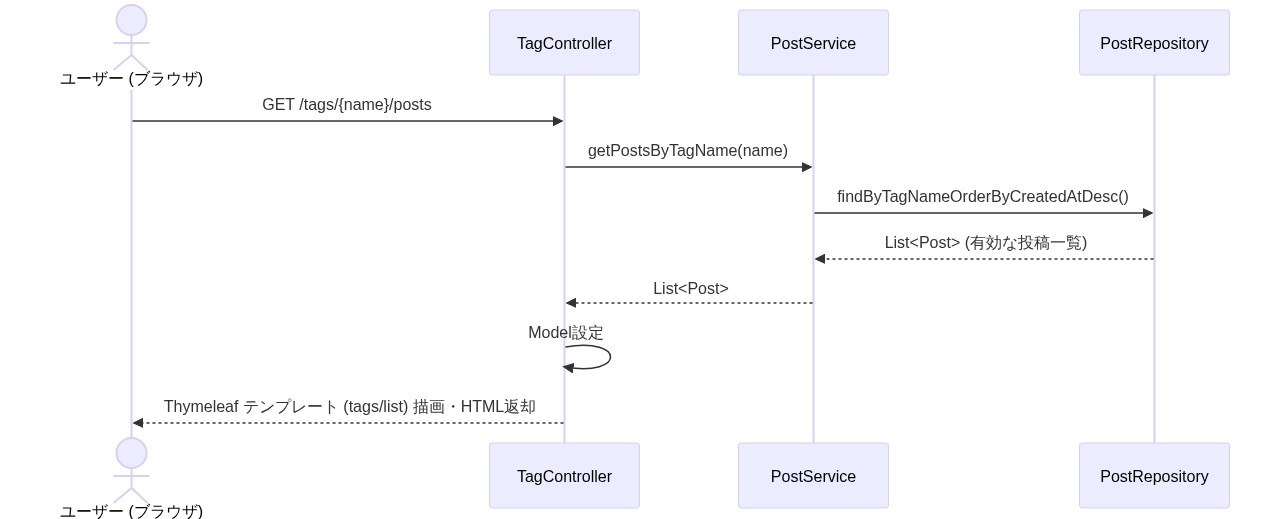 TagController
PostService
PostRepository
ユーザー (ブラウザ)
GET /tags/{name}/posts
getPostsByTagName(name)
findByTagNameOrderByCreatedAtDesc()
List<Post> (有効な投稿一覧)
List<Post>
Model設定
Thymeleaf テンプレート (tags/list) 描画・HTML返却
TagController
PostService
PostRepository
ユーザー (ブラウザ)